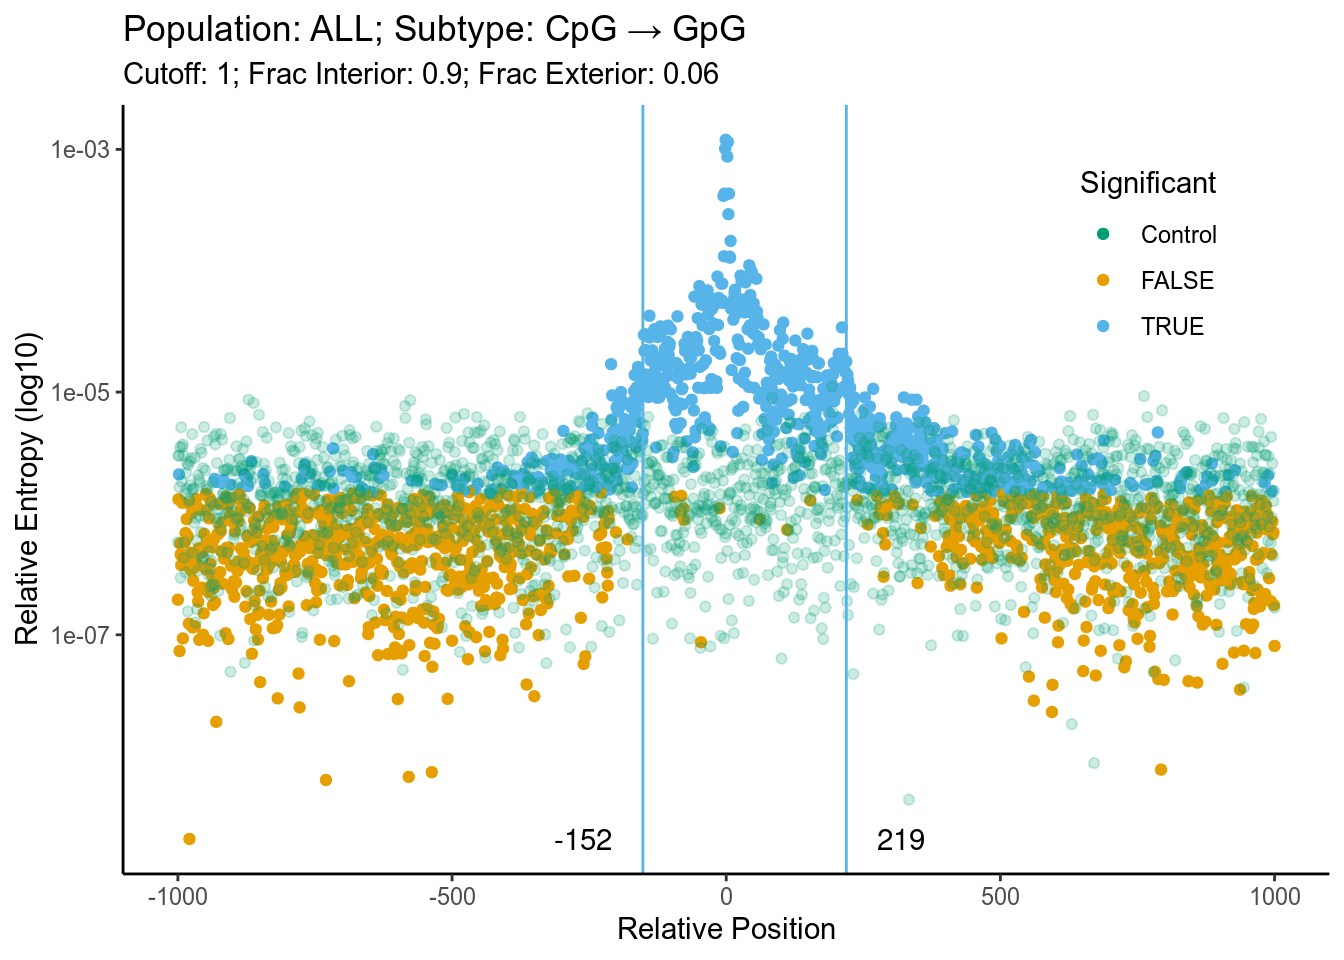 Population: ALL; Subtype: CpG → GpG
Cutoff: 1; Frac Interior: 0.9; Frac Exterior: 0.06
Relative Entropy (log10)
1e-03
1e-05
1e-07
Significant
Control
FALSE
TRUE
-152
219
-1000
-500
0
500
1000
Relative Position